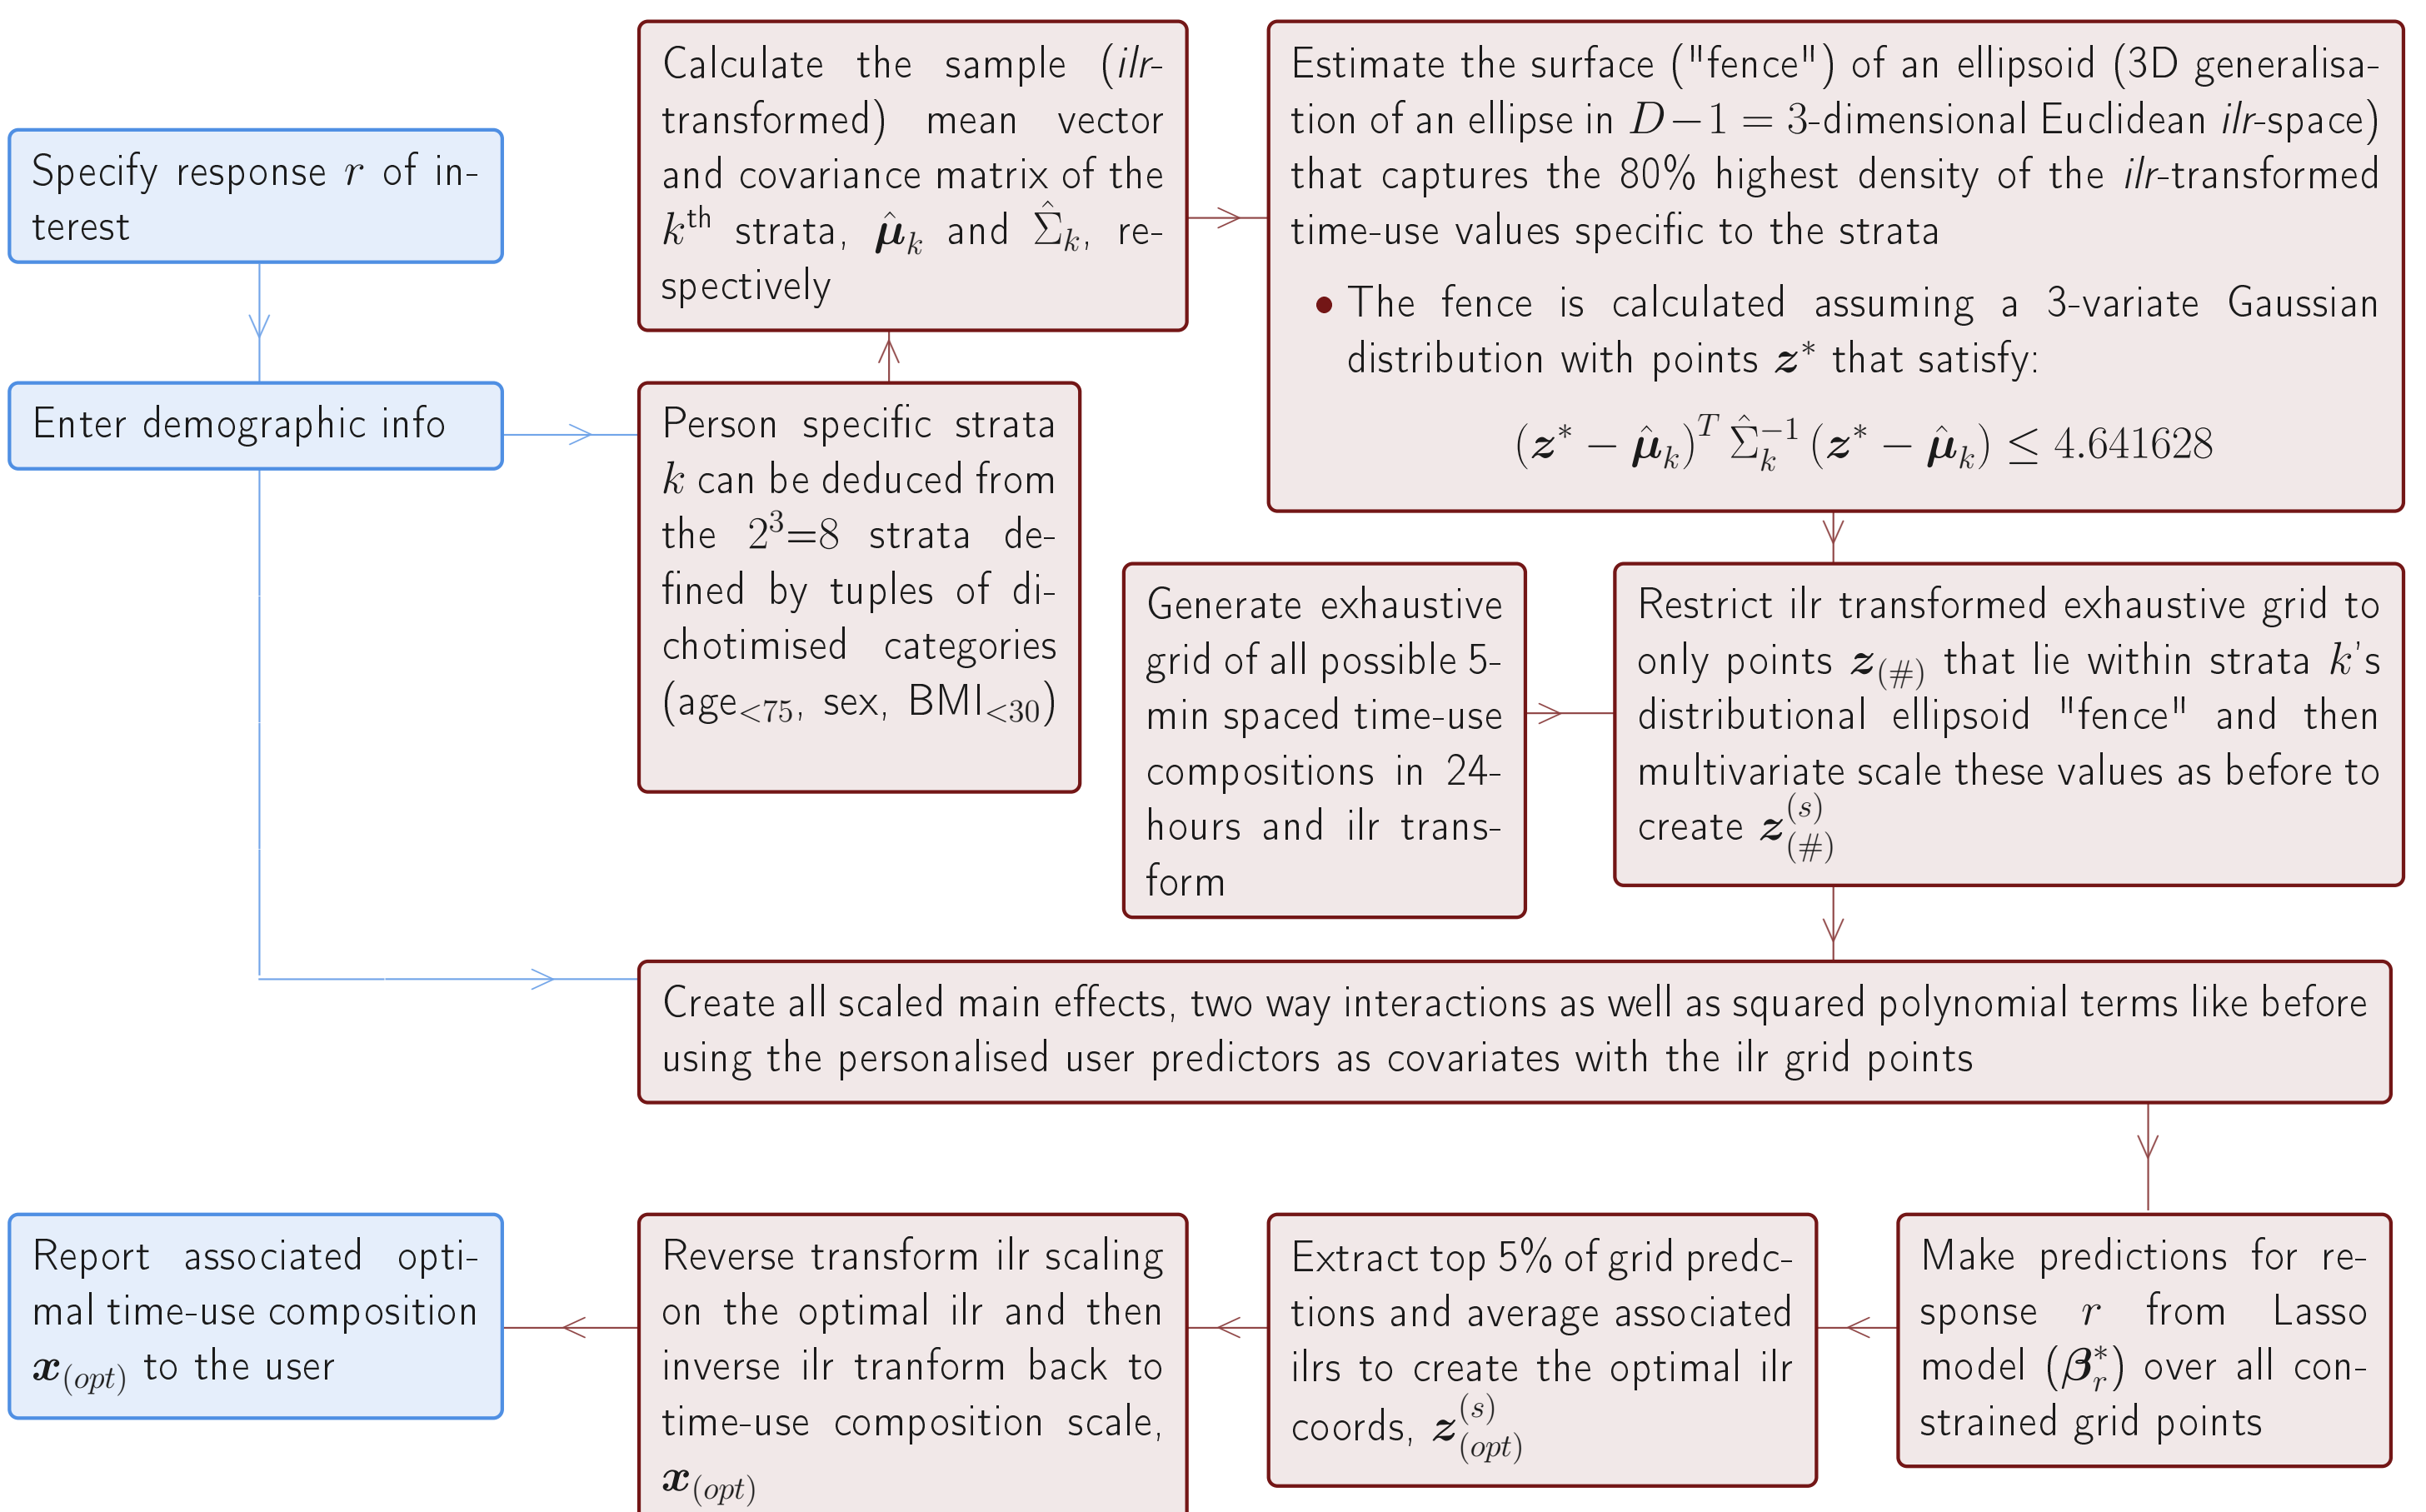 Specify response r of in-
terest
Enter demographic info
Person specific strata
k can be deduced from
the 2³=8 strata de-
fined by tuples of di-
chotimised categories
(age_{<75}, sex, BMI_{<30})
Calculate the sample (ilr-
transformed) mean vector
and covariance matrix of the
k^{th} strata, \hat{μ}_k and \hat{Σ}_k, re-
spectively
Estimate the surface ("fence") of an ellipsoid (3D generalisa-
tion of an ellipse in D−1 = 3-dimensional Euclidean ilr-space)
that captures the 80% highest density of the ilr-transformed
time-use values specific to the strata
• The fence is calculated assuming a 3-variate Gaussian
distribution with points z* that satisfy:
(z* − \hat{μ}_k)^T \hat{Σ}_k^{−1} (z* − \hat{μ}_k) ≤ 4.641628
Generate exhaustive
grid of all possible 5-
min spaced time-use
compositions in 24-
hours and ilr trans-
form
Restrict ilr transformed exhaustive grid to
only points z_{(#)} that lie within strata k's
distributional ellipsoid "fence" and then
multivariate scale these values as before to
create z_{(#)}^{(s)}
Create all scaled main effects, two way interactions as well as squared polynomial terms like before
using the personalised user predictors as covariates with the ilr grid points
Make predictions for re-
sponse r from Lasso
model (β_r^*) over all con-
strained grid points
Extract top 5% of grid predc-
tions and average associated
ilrs to create the optimal ilr
coords, z_{(opt)}^{(s)}
Reverse transform ilr scaling
on the optimal ilr and then
inverse ilr tranform back to
time-use composition scale,
x_{(opt)}
Report associated opti-
mal time-use composition
x_{(opt)} to the user